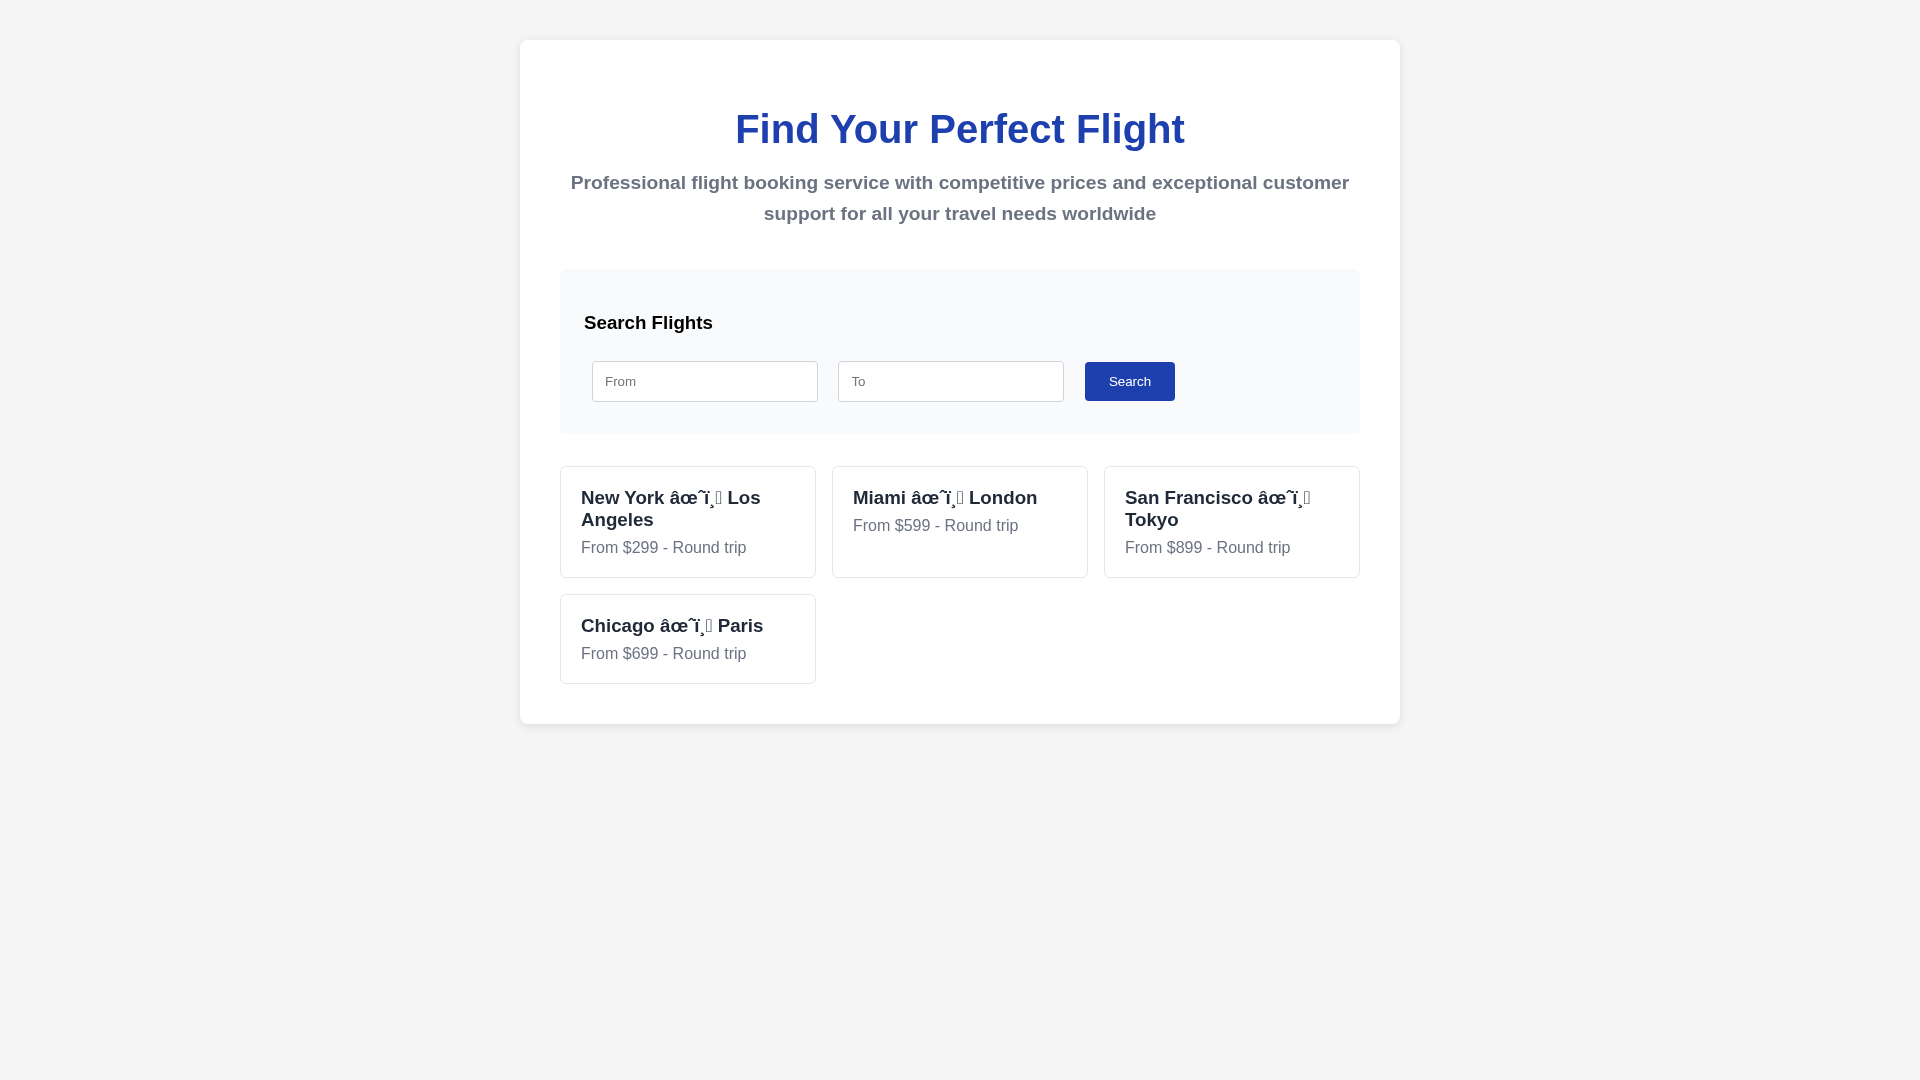 Find Your Perfect Flight
Professional flight booking service with competitive prices and exceptional customer
support for all your travel needs worldwide
Search Flights
From
To
Search
New York âœˆï¸ Los
Angeles
From $299 - Round trip
Miami âœˆï¸ London
From $599 - Round trip
San Francisco âœˆï¸
Tokyo
From $899 - Round trip
Chicago âœˆï¸ Paris
From $699 - Round trip